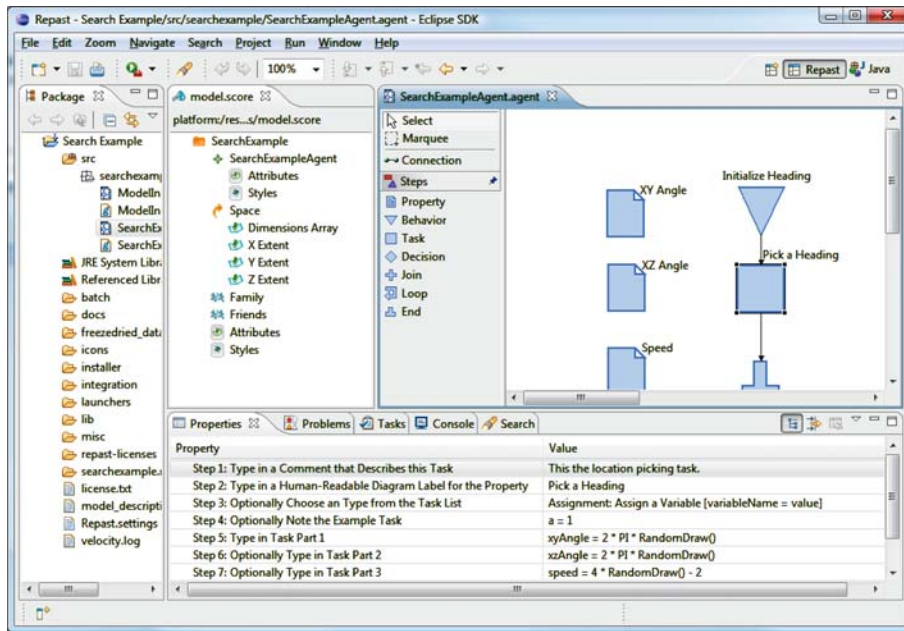 Repast - Search Example/src/searchexample/SearchExampleAgent.agent - Eclipse SDK
File Edit Zoom Navigate Search Project Run Window Help
100%
Repast Java
Package
Search Example
src
searchexam
ModelIn
ModelIn
SearchEx
SearchEx
JRE System Libra
Referenced Libr
batch
docs
freezedried_data
icons
installer
integration
launchers
lib
misc
repast-licenses
searchexample.
license.txt
model_descripti
Repast.settings
velocity.log
model.score
platform:/res...s/model.score
SearchExample
SearchExampleAgent
Attributes
Styles
Space
Dimensions Array
X Extent
Y Extent
Z Extent
Family
Friends
Attributes
Styles
SearchExampleAgent.agent
Select
Marquee
Connection
Steps
Property
Behavior
Task
Decision
Join
Loop
End
XY Angle
Initialize Heading
XZ Angle
Pick a Heading
Speed
Properties Problems Tasks Console Search
Property Value
Step 1: Type in a Comment that Describes this Task This the location picking task.
Step 2: Type in a Human-Readable Diagram Label for the Property Pick a Heading
Step 3: Optionally Choose an Type from the Task List Assignment: Assign a Variable [variableName = value]
Step 4: Optionally Note the Example Task a = 1
Step 5: Type in Task Part 1 xyAngle = 2 * PI * RandomDraw()
Step 6: Optionally Type in Task Part 2 xzAngle = 2 * PI * RandomDraw()
Step 7: Optionally Type in Task Part 3 speed = 4 * RandomDraw() - 2